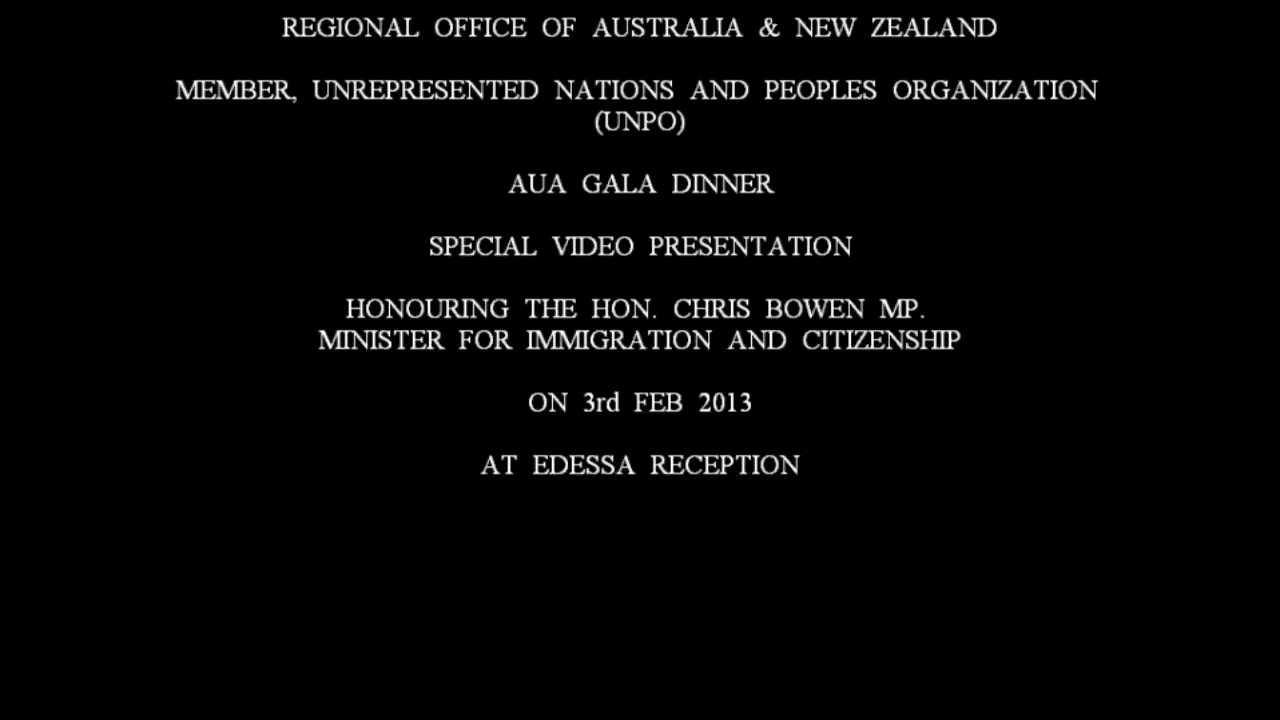 REGIONAL OFFICE OF AUSTRALIA & NEW ZEALAND
MEMBER, UNREPRESENTED NATIONS AND PEOPLES ORGANIZATION
(UNPO)
AUA GALA DINNER
SPECIAL VIDEO PRESENTATION
HONOURING THE HON. CHRIS BOWEN MP.
MINISTER FOR IMMIGRATION AND CITIZENSHIP
ON 3rd FEB 2013
AT EDESSA RECEPTION